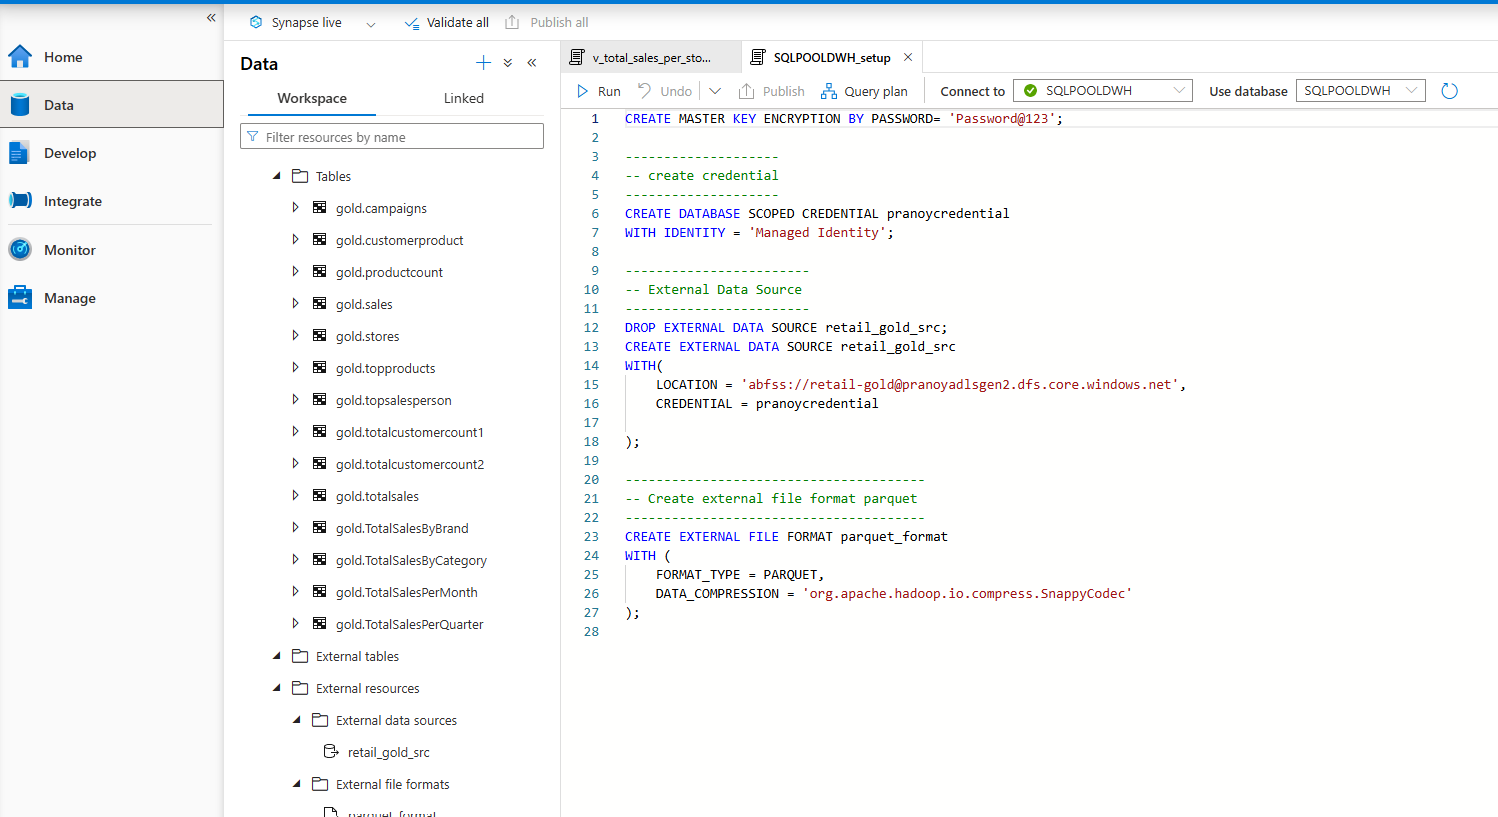 Synapse live
Validate all
Publish all
Home
Data
Develop
Integrate
Monitor
Manage
Data
Workspace
Linked
Filter resources by name
Tables
gold.campaigns
gold.customerproduct
gold.productcount
gold.sales
gold.stores
gold.topproducts
gold.topsalesperson
gold.totalcustomercount1
gold.totalcustomercount2
gold.totalsales
gold.TotalSalesByBrand
gold.TotalSalesByCategory
gold.TotalSalesPerMonth
gold.TotalSalesPerQuarter
External tables
External resources
External data sources
retail_gold_src
External file formats
parquet_format
v_total_sales_per_sto...
SQLPOOLDWH_setup
Run Undo Publish Query plan Connect to SQLPOOLDWH Use database SQLPOOLDWH
1 CREATE MASTER KEY ENCRYPTION BY PASSWORD= 'Password@123';
2
3 --------------------
4 -- create credential
5 --------------------
6 CREATE DATABASE SCOPED CREDENTIAL pranoycredential
7 WITH IDENTITY = 'Managed Identity';
8
9 ------------------------
10 -- External Data Source
11 ------------------------
12 DROP EXTERNAL DATA SOURCE retail_gold_src;
13 CREATE EXTERNAL DATA SOURCE retail_gold_src
14 WITH(
15 LOCATION = 'abfss://retail-gold@pranoyadlsgen2.dfs.core.windows.net',
16 CREDENTIAL = pranoycredential
17
18 );
19
20 ---------------------------------------
21 -- Create external file format parquet
22 ---------------------------------------
23 CREATE EXTERNAL FILE FORMAT parquet_format
24 WITH (
25 FORMAT_TYPE = PARQUET,
26 DATA_COMPRESSION = 'org.apache.hadoop.io.compress.SnappyCodec'
27 );
28